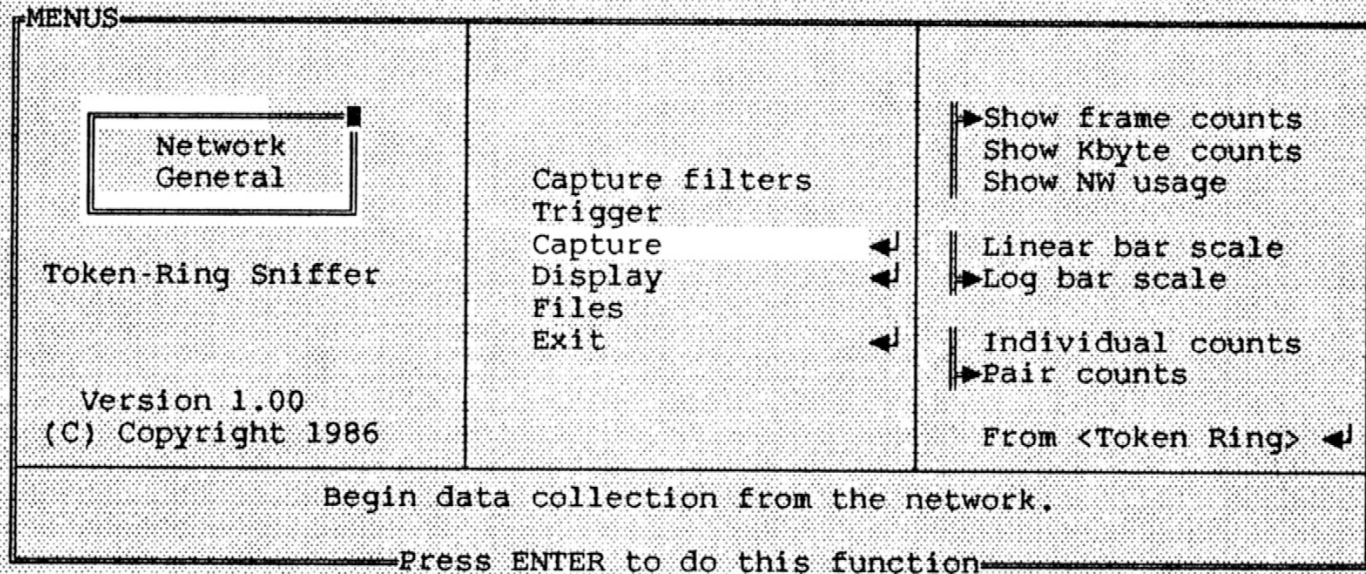 MENUS
Network
General
Token-Ring Sniffer
Version 1.00
(C) Copyright 1986
Capture filters
Trigger
Capture
Display
Files
Exit
Show frame counts
Show Kbyte counts
Show NW usage
Linear bar scale
Log bar scale
Individual counts
Pair counts
From <Token Ring>
Begin data collection from the network.
Press ENTER to do this function